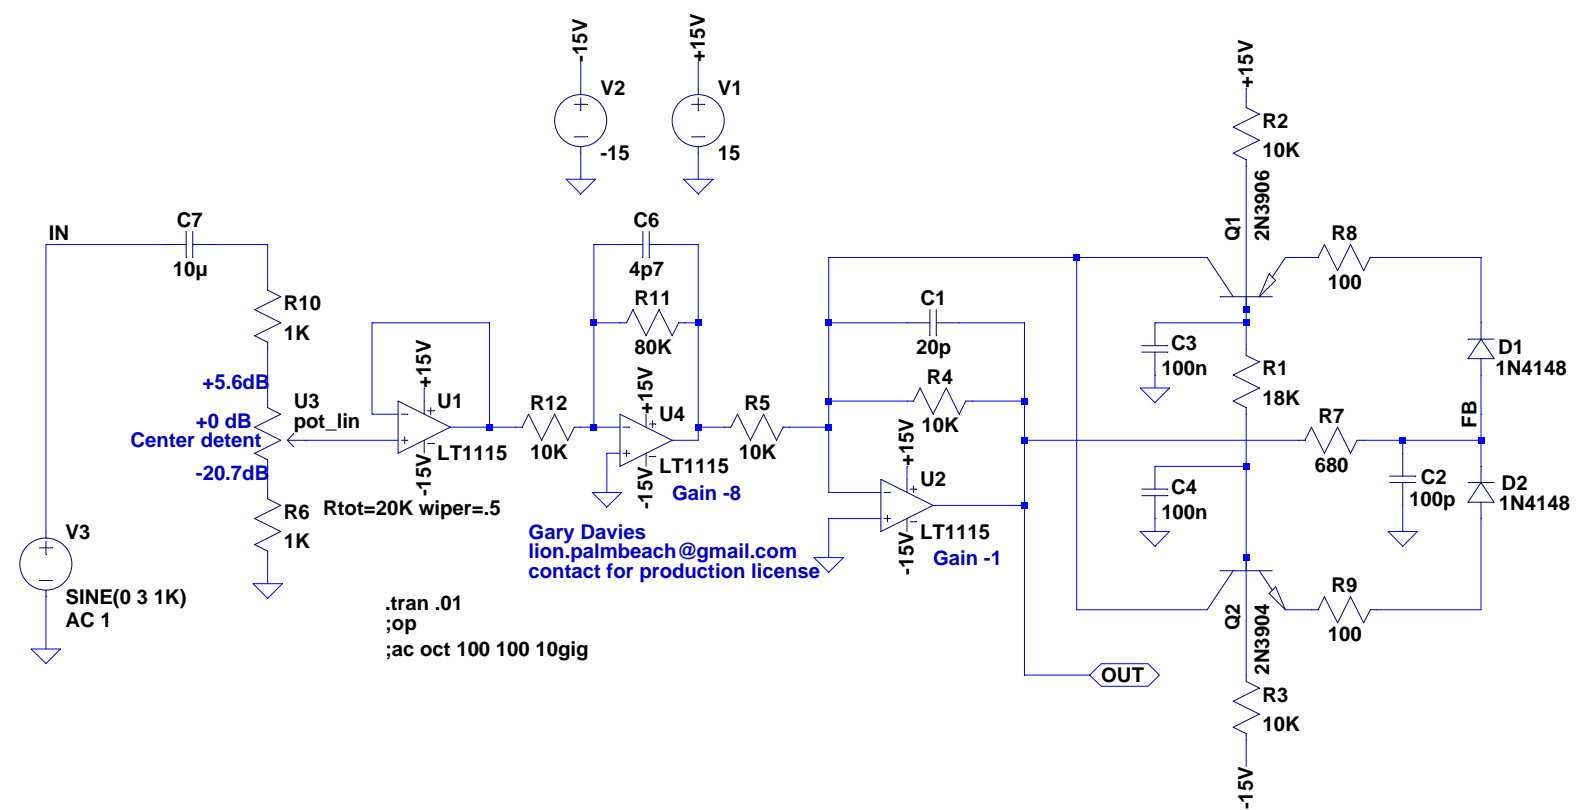 -15V
+15V
V2
-15
V1
15
+15V
R2
10K
Q1
2N3906
R8
100
IN
C7
10µ
C6
4p7
R10
1K
R11
80K
C1
20p
C3
100n
R1
18K
D1
1N4148
+5.6dB
U3
pot_lin
+0 dB
Center detent
-20.7dB
+15V
U1
LT1115
-15V
R12
10K
+15V
U4
LT1115
-15V
Gain -8
R5
10K
R4
10K
+15V
U2
LT1115
-15V
Gain -1
R7
680
FB
C4
100n
C2
100p
D2
1N4148
Rtot=20K wiper=.5
R6
1K
V3
SINE(0 3 1K)
AC 1
Gary Davies
lion.palmbeach@gmail.com
contact for production license
.tran .01
;op
;ac oct 100 100 10gig
Q2
2N3904
R9
100
OUT
R3
10K
-15V